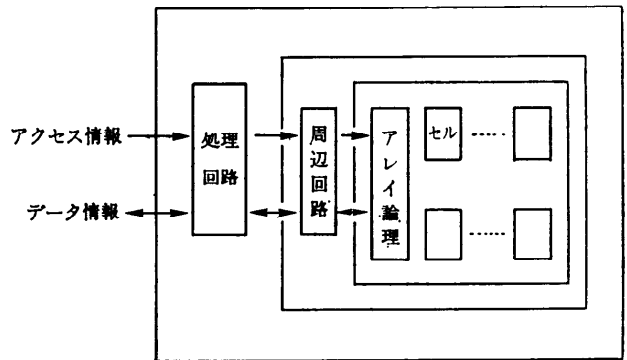 アクセス情報
データ情報
処理
回路
周辺回路
アレイ論理
セル